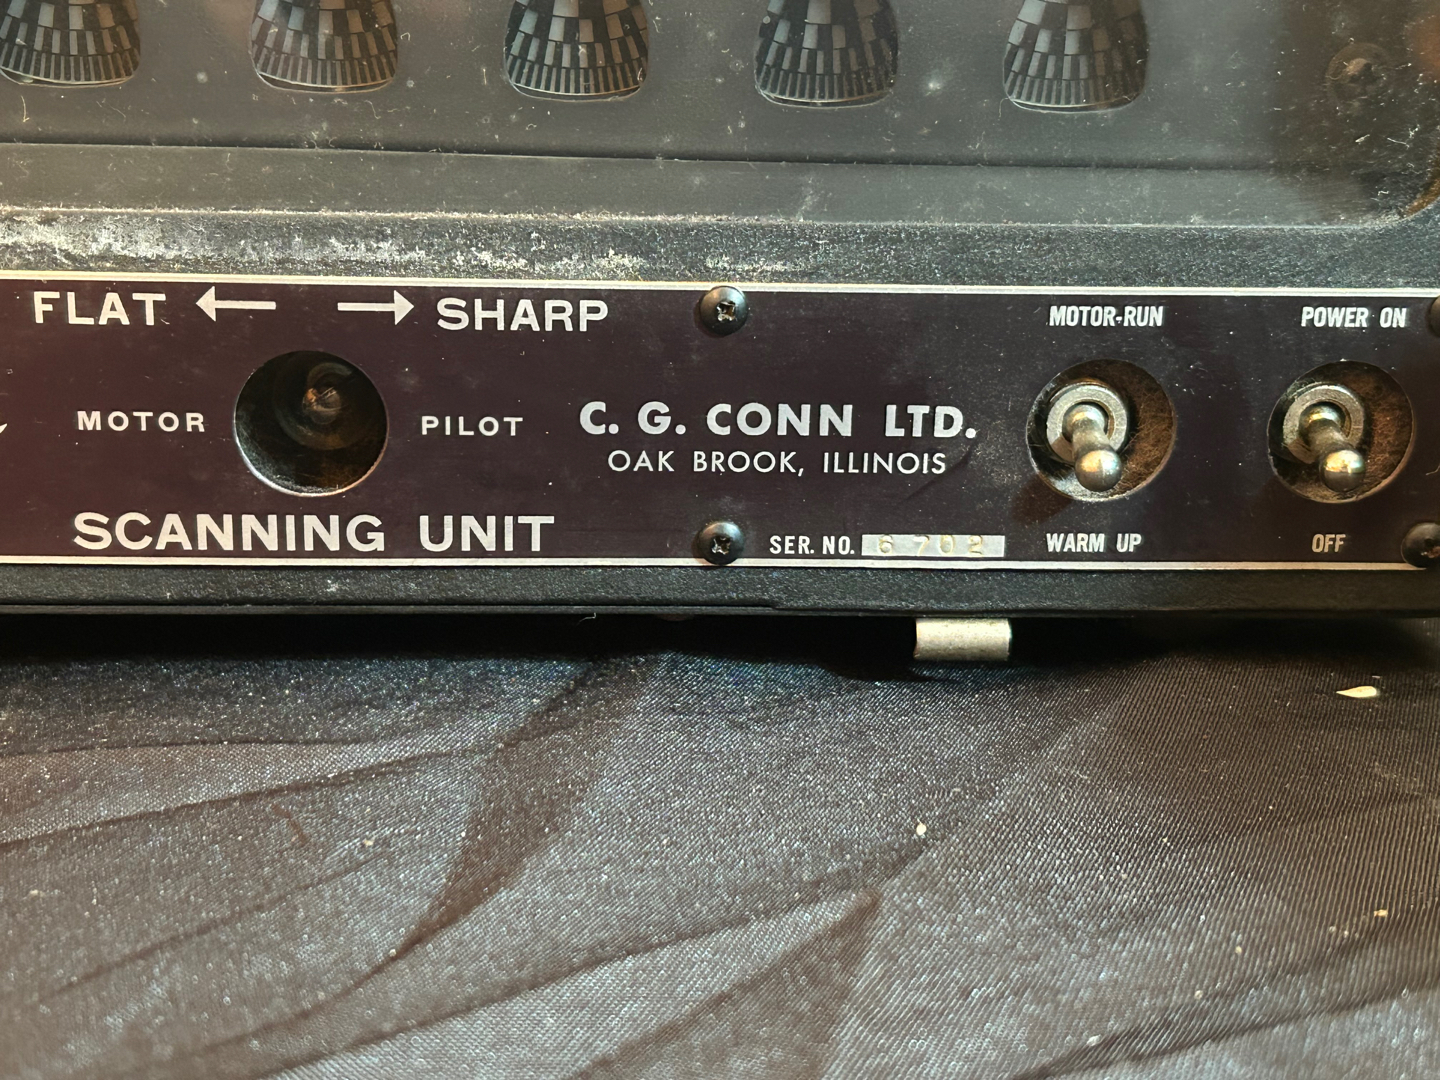 FLAT ← → SHARP
MOTOR PILOT
SCANNING UNIT
C. G. CONN LTD.
OAK BROOK, ILLINOIS
SER. NO. 6702
MOTOR-RUN
WARM UP
POWER ON
OFF